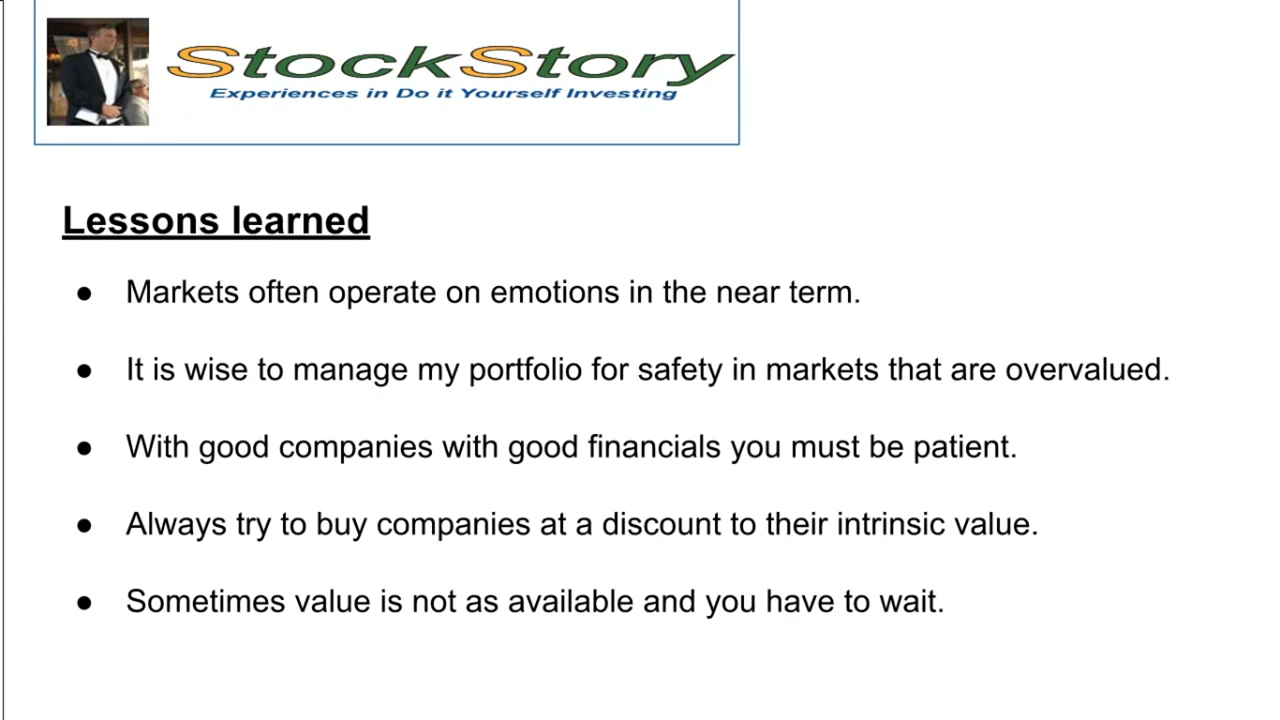 StockStory
Experiences in Do it Yourself Investing
Lessons learned
● Markets often operate on emotions in the near term.
● It is wise to manage my portfolio for safety in markets that are overvalued.
● With good companies with good financials you must be patient.
● Always try to buy companies at a discount to their intrinsic value.
● Sometimes value is not as available and you have to wait.